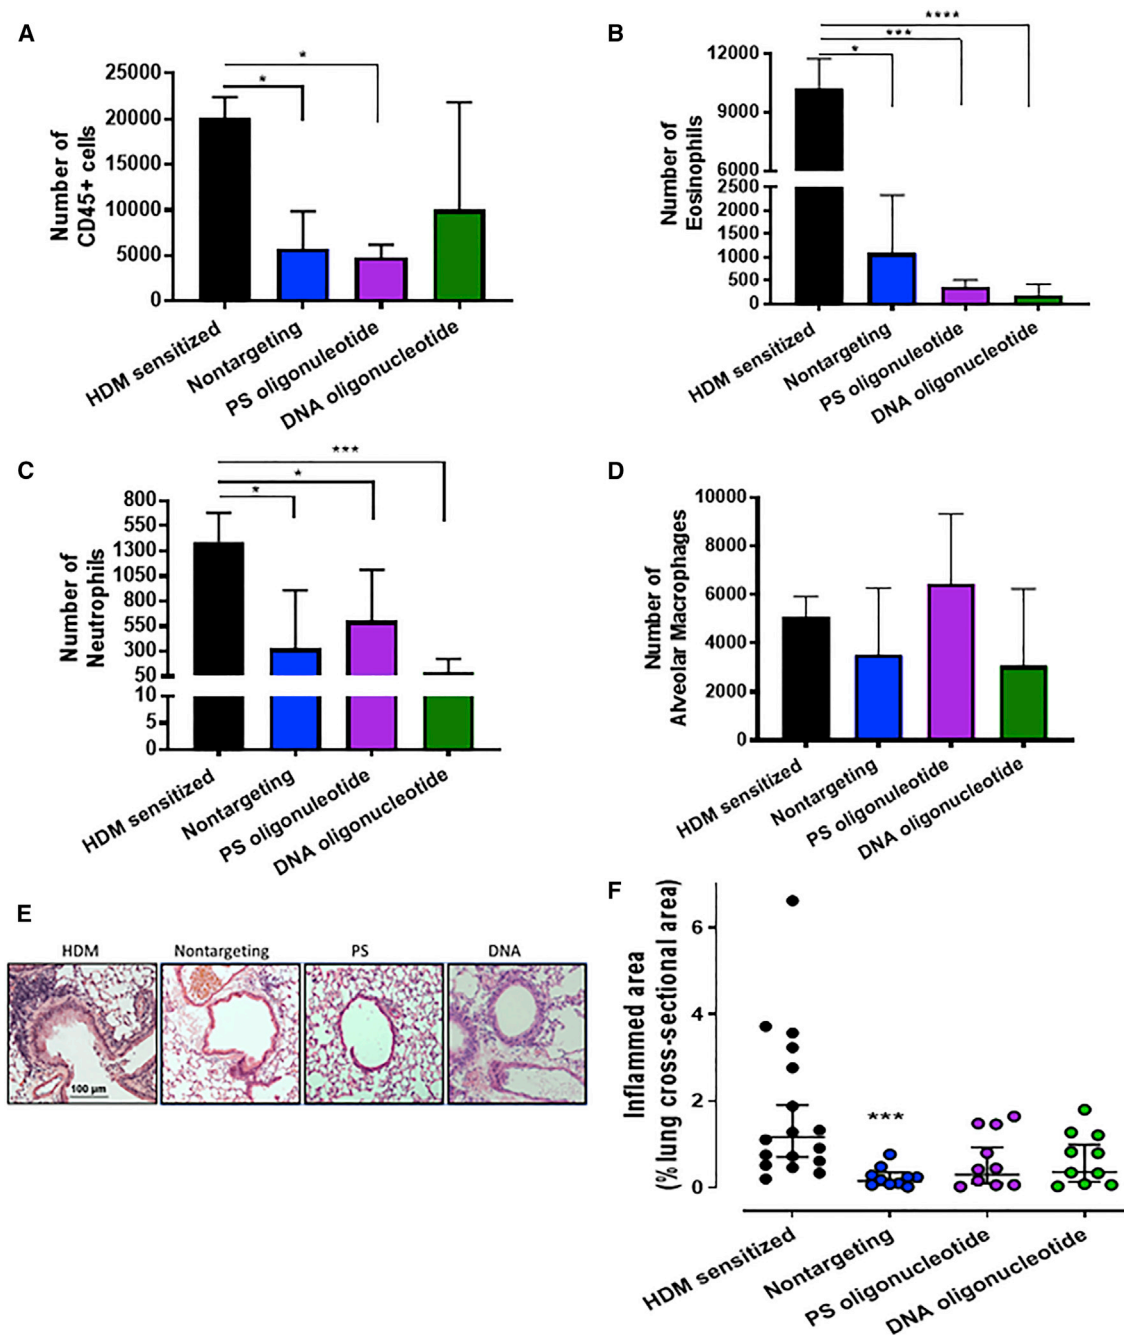 A
*
*
25000
20000
15000
10000
5000
0
Number of
CD45+ cells
HDM sensitized
Nontargeting
PS oligonuleotide
DNA oligonucleotide
B
****
***
*
12000
9000
6000
2500
2000
1500
1000
500
0
Number of
Eosinophils
HDM sensitized
Nontargeting
PS oligonuleotide
DNA oligonucleotide
C
***
*
*
800
550
1300
1050
800
550
300
50
10
5
0
Number of
Neutrophils
HDM sensitized
Nontargeting
PS oligonuleotide
DNA oligonucleotide
D
10000
8000
6000
4000
2000
0
Number of
Alveolar Macrophages
HDM sensitized
Nontargeting
PS oligonuleotide
DNA oligonucleotide
E
HDM Nontargeting PS DNA
100 µm
F
6
4
2
0
Inflammed area
(% lung cross-sectional area)
***
HDM sensitized
Nontargeting
PS oligonucleotide
DNA oligonucleotide